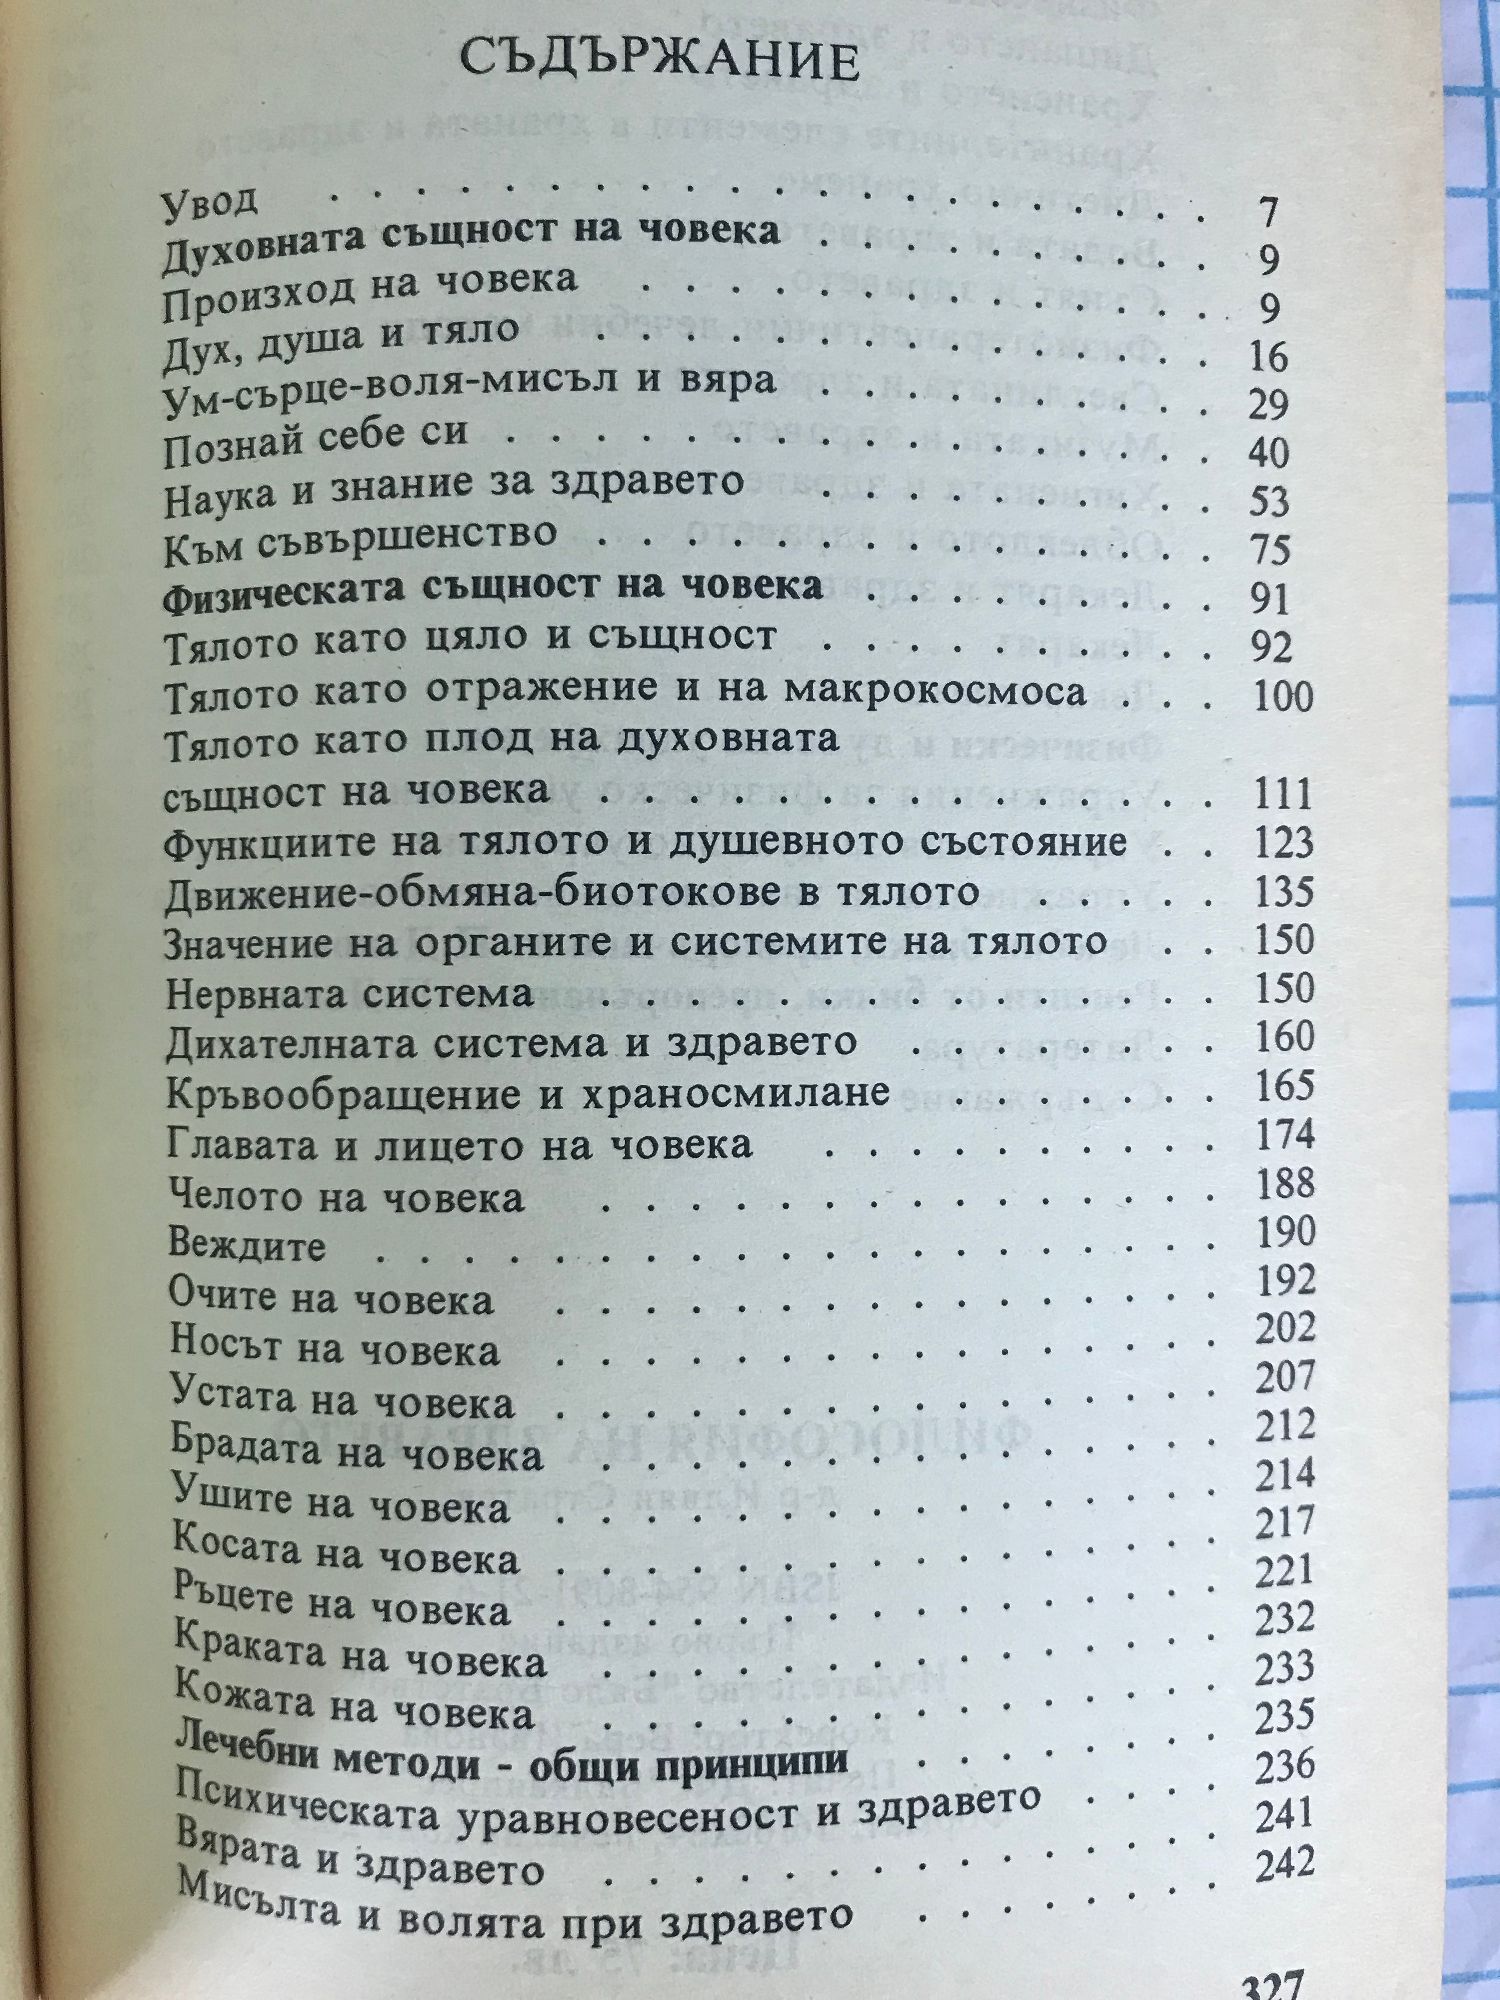 СЪДЪРЖАНИЕ
Увод . . . . . . . . . . . . . . . . . . . . 7
Духовната същност на човека . . . . . . . . . 9
Произход на човека . . . . . . . . . . . . . 9
Дух, душа и тяло . . . . . . . . . . . . . . 16
Ум-сърце-воля-мисъл и вяра . . . . . . . . . 29
Познай себе си . . . . . . . . . . . . . . . . 40
Наука и знание за здравето . . . . . . . . . 53
Към съвършенство . . . . . . . . . . . . . . 75
Физическата същност на човека . . . . . . . . 91
Тялото като цяло и същност . . . . . . . . . 92
Тялото като отражение и на макрокосмоса . . . 100
Тялото като плод на духовната
същност на човека . . . . . . . . . . . . . . 111
Функциите на тялото и душевното състояние . . 123
Движение-обмяна-биотокове в тялото . . . . . 135
Значение на органите и системите на тялото . . 150
Нервната система . . . . . . . . . . . . . . 150
Дихателната система и здравето . . . . . . . 160
Кръвообращение и храносмилане . . . . . . 165
Главата и лицето на човека . . . . . . . . . 174
Челото на човека . . . . . . . . . . . . . . 188
Веждите . . . . . . . . . . . . . . . . . . . 190
Очите на човека . . . . . . . . . . . . . . . 192
Носът на човека . . . . . . . . . . . . . . . 202
Устата на човека . . . . . . . . . . . . . . . 207
Брадата на човека . . . . . . . . . . . . . . 212
Ушите на човека . . . . . . . . . . . . . . . 214
Косата на човека . . . . . . . . . . . . . . . 217
Ръцете на човека . . . . . . . . . . . . . . . 221
Краката на човека . . . . . . . . . . . . . . 232
Кожата на човека . . . . . . . . . . . . . . 233
Лечебни методи - общи принципи . . . . . . . 235
Психическата уравновесеност и здравето . . . . 236
Вярата и здравето . . . . . . . . . . . . . . 241
Мисълта и волята при здравето . . . . . . . 242
327